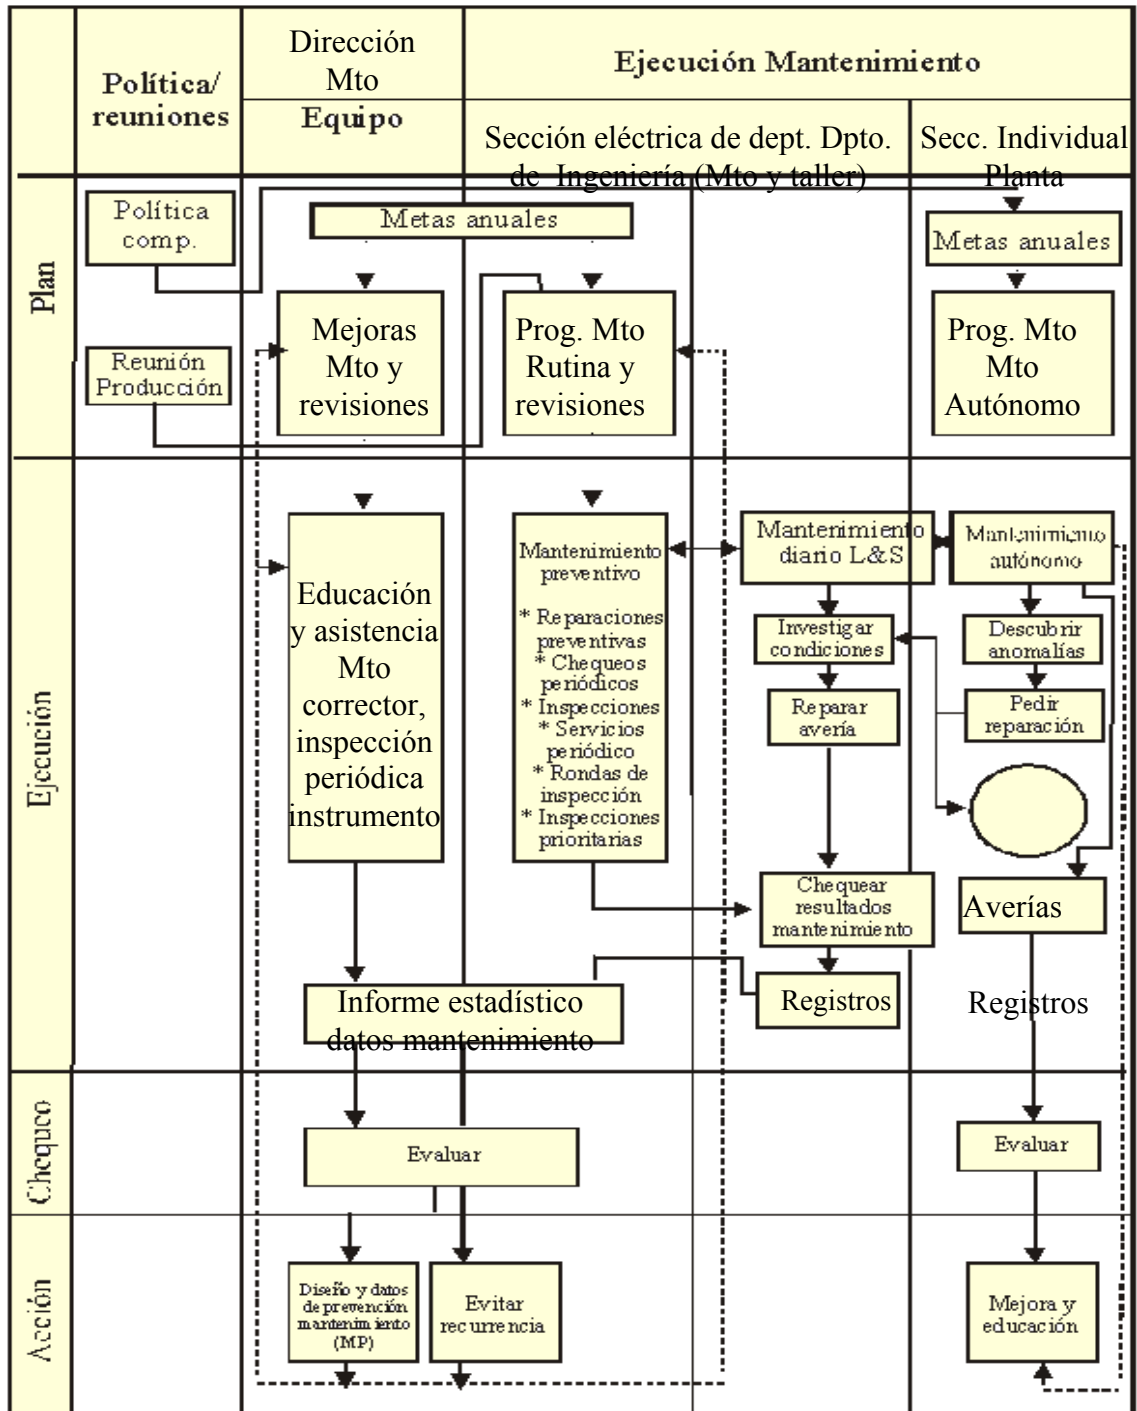 Política/
reuniones
Dirección
Mto
Equipo
Ejecución Mantenimiento
Sección eléctrica de dept. Dpto.
de Ingeniería (Mto y taller)
Secc. Individual
Planta
Plan
Política
comp.
Metas anuales
Metas anuales
Reunión
Producción
Mejoras
Mto y
revisiones
Prog. Mto
Rutina y
revisiones
Prog. Mto
Mto
Autónomo
Ejecución
Educación
y asistencia
Mto
corrector,
inspección
periódica
instrumento
Mantenimiento
preventivo
* Reparaciones
preventivas
* Chequeos
periódicos
* Inspecciones
* Servicios
periódico
* Rondas de
inspección
* Inspecciones
prioritarias
Mantenimiento
diario L&S
Investigar
condiciones
Reparar
avería
Chequear
resultados
mantenimiento
Registros
Mantenimiento
autónomo
Descubrir
anomalías
Pedir
reparación
Averías
Registros
Informe estadístico
datos mantenimiento
Chequeo
Evaluar
Evaluar
Acción
Diseño y datos
de prevención
mantenimiento
(MP)
Evitar
recurrencia
Mejora y
educación